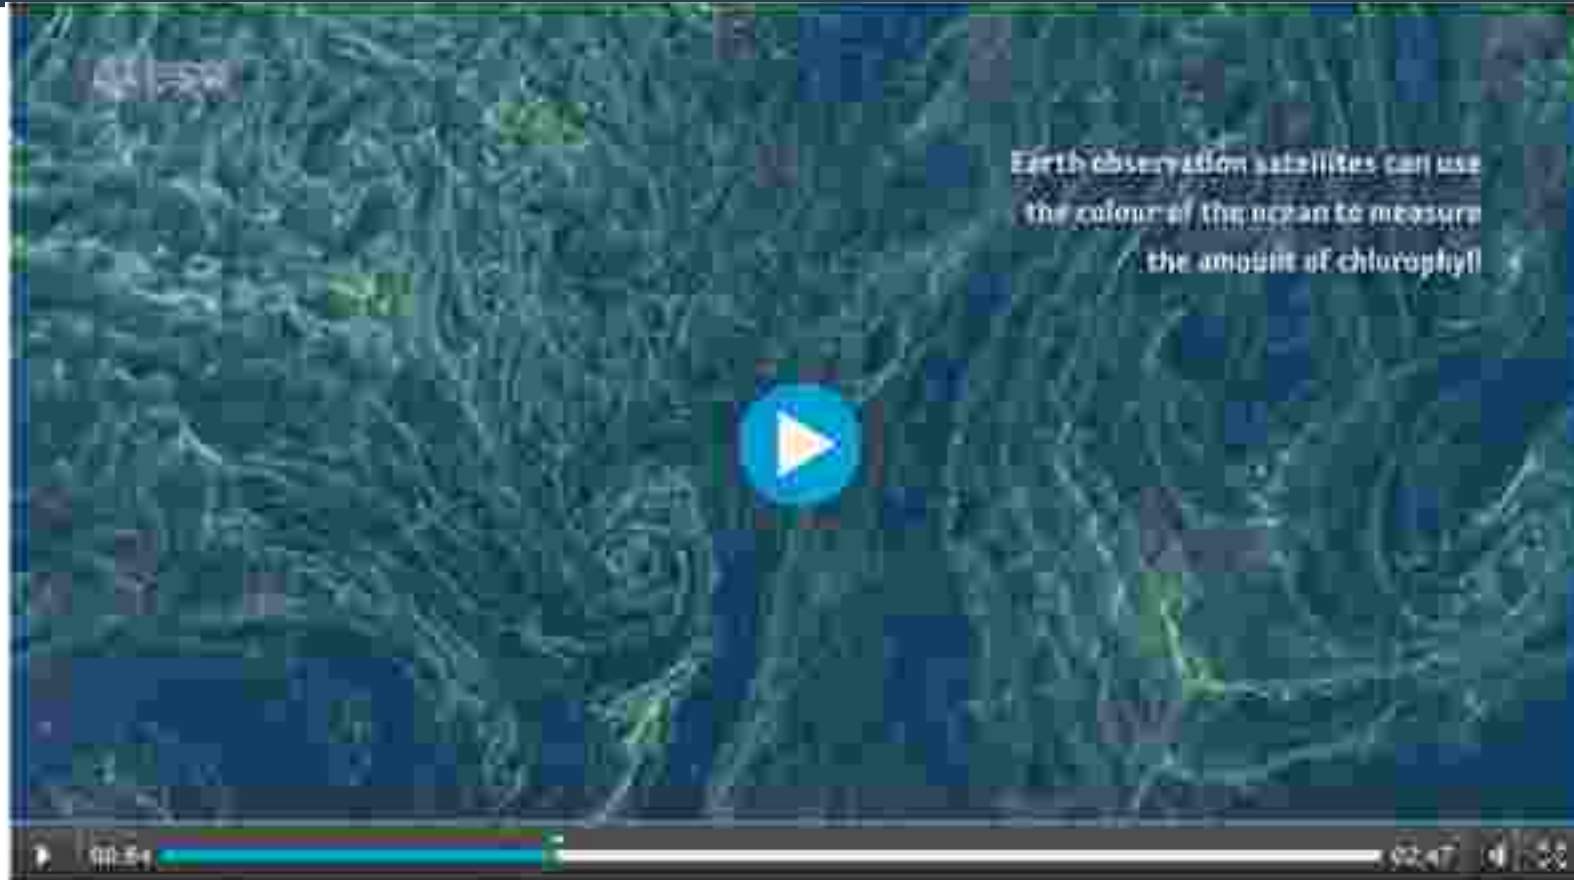 Earth observation satellites can use
the colour of the ocean to measure
the amount of chlorophyll
02:47